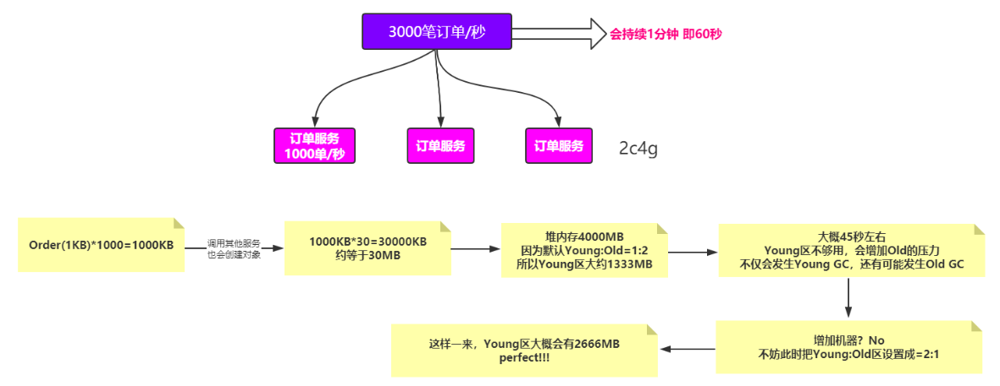 3000笔订单/秒
会持续1分钟 即60秒
订单服务
1000单/秒
订单服务
订单服务
2c4g
Order(1KB)*1000=1000KB
调用其他服务
也会创建对象
1000KB*30=30000KB
约等于30MB
堆内存4000MB
因为默认Young:Old=1:2
所以Young区大约1333MB
大概45秒左右
Young区不够用，会增加Old的压力
不仅会发生Young GC，还有可能发生Old GC
增加机器？No
不妨此时把Young:Old区设置成=2:1
这样一来，Young区大概会有2666MB
perfect!!!